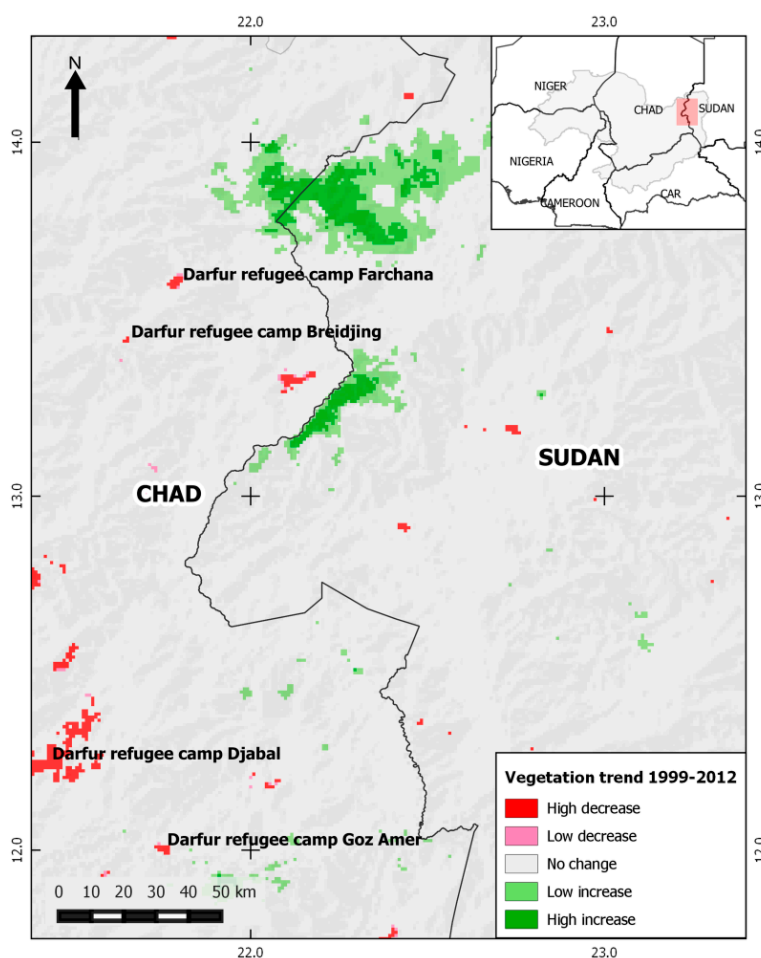 22.0
23.0
N
NIGER
CHAD
SUDAN
NIGERIA
CAMEROON
CAR
14.0
14.0
Darfur refugee camp Farchana
Darfur refugee camp Breidjing
SUDAN
CHAD
13.0
13.0
Darfur refugee camp Djabal
Vegetation trend 1999-2012
High decrease
Low decrease
No change
Low increase
High increase
Darfur refugee camp Goz Amer
12.0
12.0
0 10 20 30 40 50 km
22.0
23.0